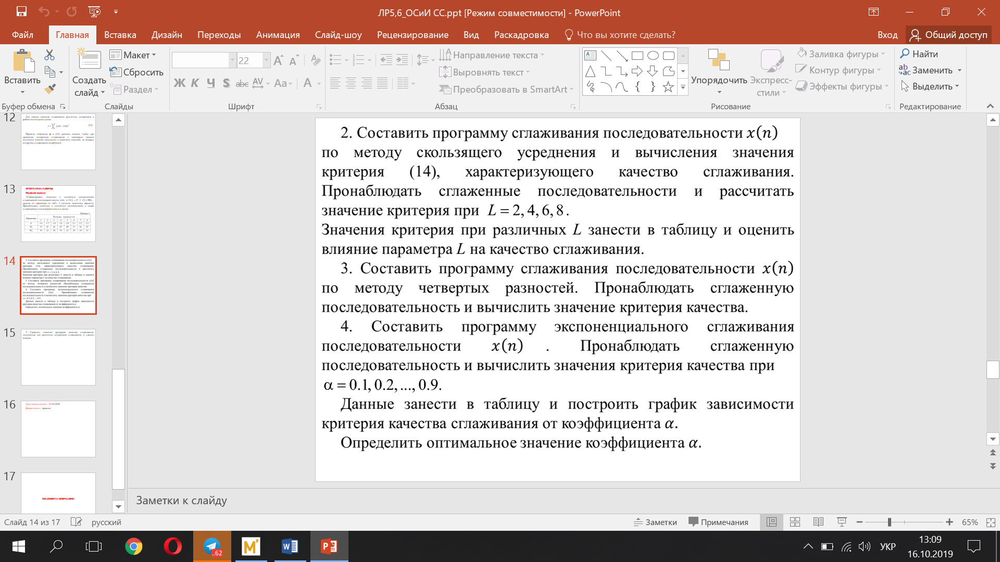 ЛР5,6_ОСиИ СС.ppt [Режим совместимости] - PowerPoint
Файл Главная Вставка Дизайн Переходы Анимация Слайд-шоу Рецензирование Вид Раскадровка Что вы хотите сделать? Вход Общий доступ
Вставить
Создать слайд
Макет
Сбросить
Раздел
22
Ж К Ч S abc AV Aa А
Направление текста
Выровнять текст
Преобразовать в SmartArt
Упорядочить
Экспресс-стили
Заливка фигуры
Контур фигуры
Эффекты фигуры
Найти
Заменить
Выделить
Буфер обмена Слайды Шрифт Абзац Рисование Редактирование
12
13
ПРОГРАММА РАБОТЫ
14
15
16
17
СПАСИБО ЗА ВНИМАНИЕ!
2. Составить программу сглаживания последовательности x(n)
по методу скользящего усреднения и вычисления значения
критерия (14), характеризующего качество сглаживания.
Пронаблюдать сглаженные последовательности и рассчитать
значение критерия при L = 2, 4, 6, 8.
Значения критерия при различных L занести в таблицу и оценить
влияние параметра L на качество сглаживания.
3. Составить программу сглаживания последовательности x(n)
по методу четвертых разностей. Пронаблюдать сглаженную
последовательность и вычислить значение критерия качества.
4. Составить программу экспоненциального сглаживания
последовательности x(n) . Пронаблюдать сглаженную
последовательность и вычислить значения критерия качества при
α = 0.1, 0.2, ..., 0.9.
Данные занести в таблицу и построить график зависимости
критерия качества сглаживания от коэффициента α.
Определить оптимальное значение коэффициента α.
Заметки к слайду
Слайд 14 из 17 русский Заметки Примечания 65%
..62
УКР
13:09
16.10.2019